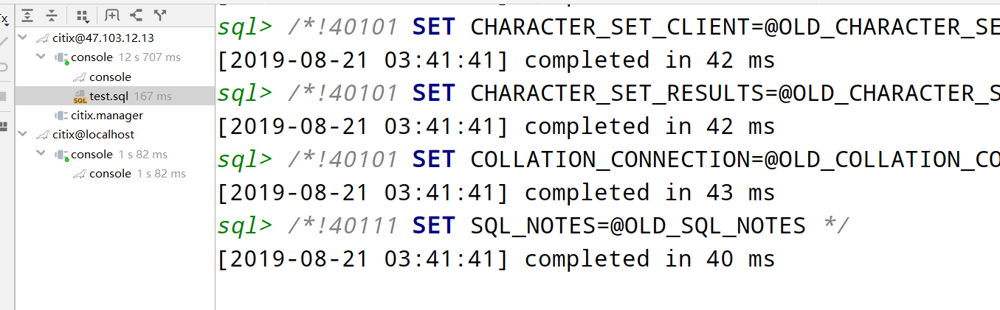 citix@47.103.12.13
console 12 s 707 ms
console
SQL test.sql 167 ms
citix.manager
citix@localhost
console 1 s 82 ms
console 1 s 82 ms
sql> /*!40101 SET CHARACTER_SET_CLIENT=@OLD_CHARACTER_SE
[2019-08-21 03:41:41] completed in 42 ms
sql> /*!40101 SET CHARACTER_SET_RESULTS=@OLD_CHARACTER_S
[2019-08-21 03:41:41] completed in 42 ms
sql> /*!40101 SET COLLATION_CONNECTION=@OLD_COLLATION_CO
[2019-08-21 03:41:41] completed in 43 ms
sql> /*!40111 SET SQL_NOTES=@OLD_SQL_NOTES */
[2019-08-21 03:41:41] completed in 40 ms